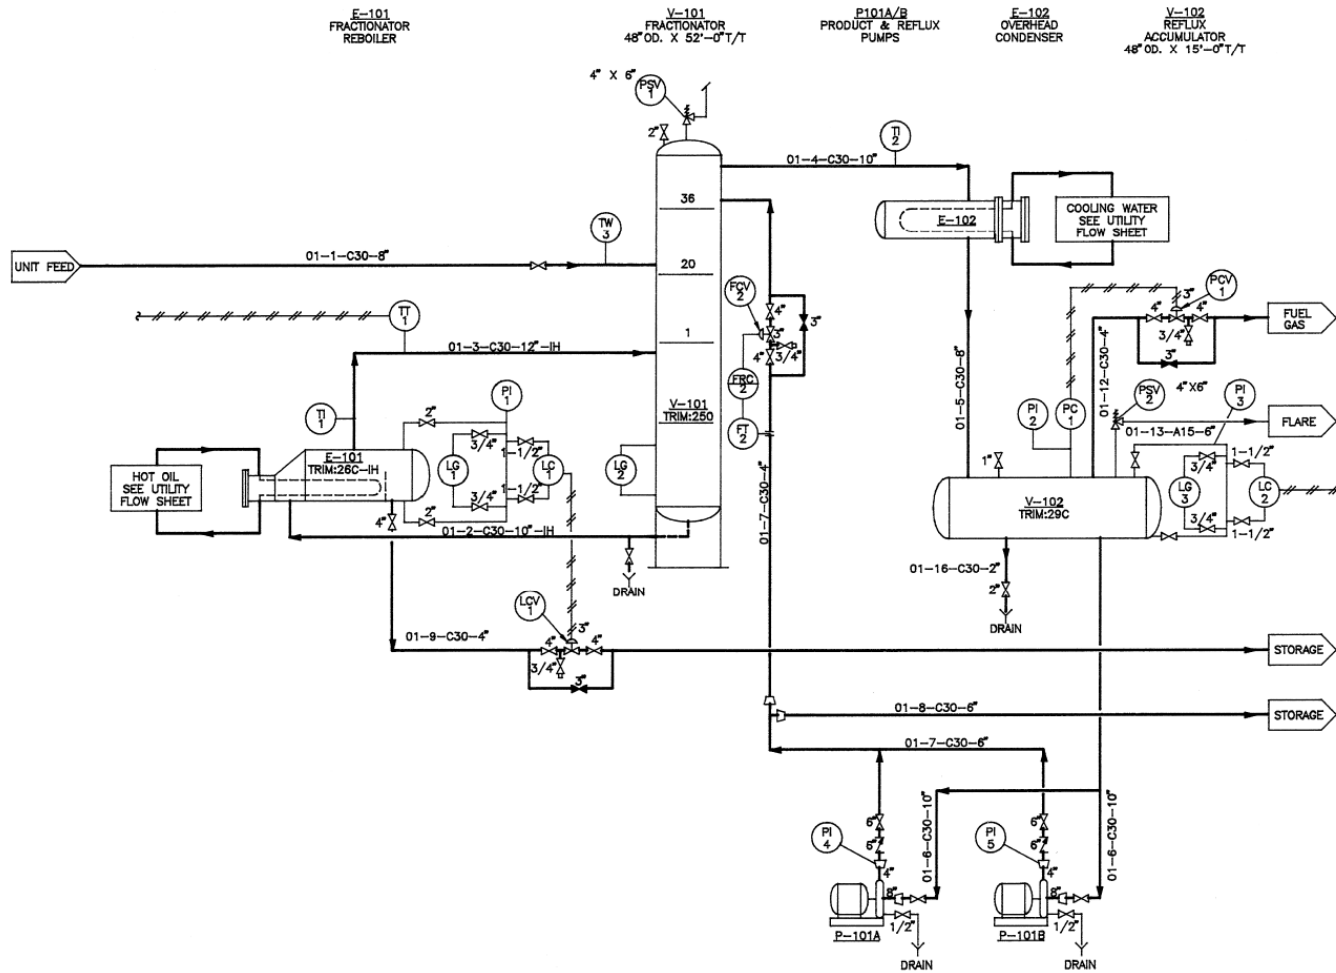 E-101
FRACTIONATOR
REBOILER
V-101
FRACTIONATOR
48" OD. X 52'-0" T/T
P101A/B
PRODUCT & REFLUX
PUMPS
E-102
OVERHEAD
CONDENSER
V-102
REFLUX
ACCUMULATOR
48" OD. X 15'-0" T/T
4" X 6"
PSV
1
2"
TI
2
01-4-C30-10"
36
E-102
COOLING WATER
SEE UTILITY
FLOW SHEET
TW
3
01-1-C30-8"
UNIT FEED
20
FCV
2
4"
3"
3"
4"
3/4"
PCV
1
3"
4"
4"
3/4"
3"
FUEL
GAS
TT
1
01-3-C30-12"-IH
1
FRC
2
FT
2
01-5-C30-8"
01-12-C30-4"
PI
1
2"
3/4"
1-1/2"
TI
1
V-101
TRIM:250
PI
2
PC
1
PSV
2
4" X6"
PI
3
01-13-A15-6"
FLARE
E-101
TRIM:26C-IH
HOT OIL
SEE UTILITY
FLOW SHEET
LG
1
LC
1
LG
2
3/4"
1-1/2"
2"
4"
01-2-C30-10"-IH
01-7-C30-4"
1"
V-102
TRIM:29C
3/4"
1-1/2"
LG
3
LC
2
3/4"
1-1/2"
DRAIN
01-16-C30-2"
2"
DRAIN
LCV
1
3"
01-9-C30-4"
4"
4"
3/4"
3"
STORAGE
01-8-C30-6"
STORAGE
01-7-C30-6"
6"
6"
PI
4
4"
8"
01-6-C30-10"
6"
6"
PI
5
4"
8"
01-6-C30-10"
1/2"
P-101A
DRAIN
1/2"
P-101B
DRAIN